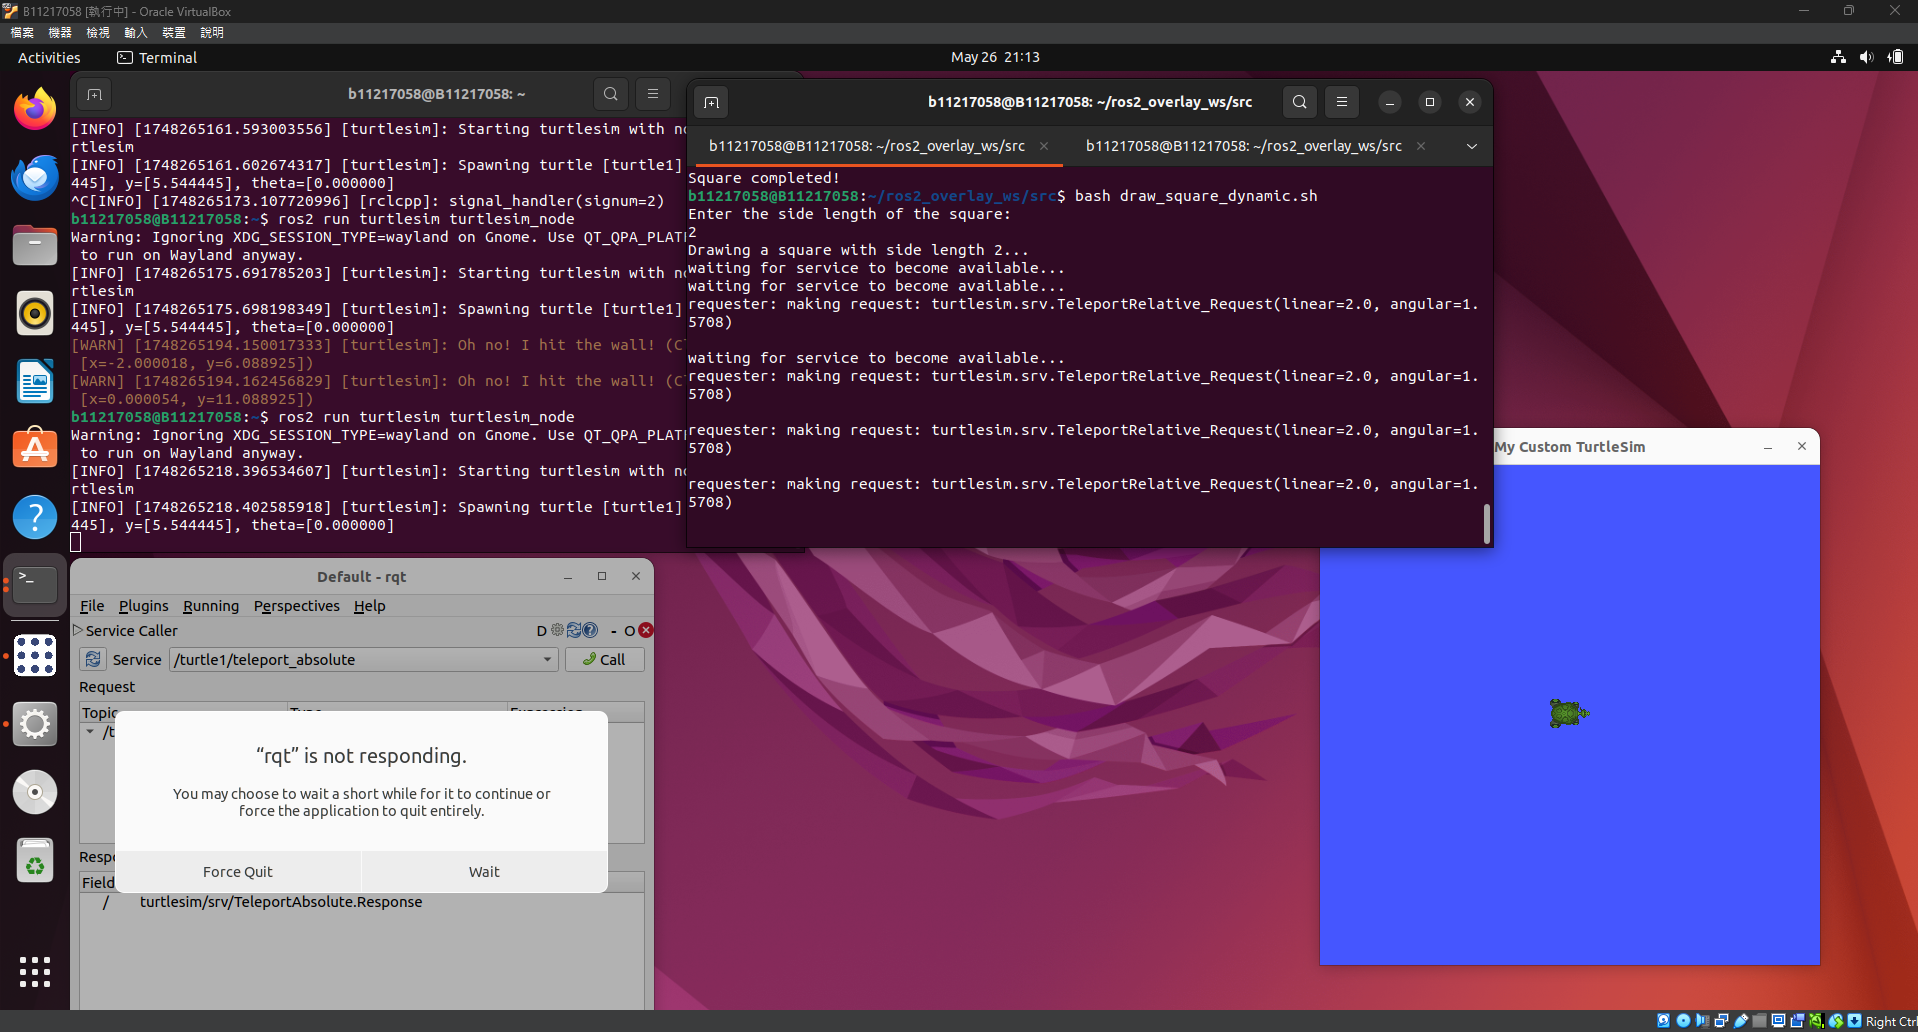 B11217058 [執行中] - Oracle VirtualBox
檔案 機器 檢視 輸入 裝置 說明
Activities Terminal May 26 21:13
b11217058@B11217058: ~
[INFO] [1748265161.593003556] [turtlesim]: Starting turtlesim with no
rtlesim
[INFO] [1748265161.602674317] [turtlesim]: Spawning turtle [turtle1]
445], y=[5.544445], theta=[0.000000]
^C[INFO] [1748265173.107720996] [rclcpp]: signal_handler(signum=2)
b11217058@B11217058:~$ ros2 run turtlesim turtlesim_node
Warning: Ignoring XDG_SESSION_TYPE=wayland on Gnome. Use QT_QPA_PLAT
to run on Wayland anyway.
[INFO] [1748265175.691785203] [turtlesim]: Starting turtlesim with no
rtlesim
[INFO] [1748265175.698198349] [turtlesim]: Spawning turtle [turtle1]
445], y=[5.544445], theta=[0.000000]
[WARN] [1748265194.150017333] [turtlesim]: Oh no! I hit the wall! (C
[x=-2.000018, y=6.088925])
[WARN] [1748265194.162456829] [turtlesim]: Oh no! I hit the wall! (C
[x=0.000054, y=11.088925])
b11217058@B11217058:~$ ros2 run turtlesim turtlesim_node
Warning: Ignoring XDG_SESSION_TYPE=wayland on Gnome. Use QT_QPA_PLAT
to run on Wayland anyway.
[INFO] [1748265218.396534607] [turtlesim]: Starting turtlesim with no
rtlesim
[INFO] [1748265218.402585918] [turtlesim]: Spawning turtle [turtle1]
445], y=[5.544445], theta=[0.000000]
b11217058@B11217058: ~/ros2_overlay_ws/src
b11217058@B11217058: ~/ros2_overlay_ws/src b11217058@B11217058: ~/ros2_overlay_ws/src
Square completed!
b11217058@B11217058:~/ros2_overlay_ws/src$ bash draw_square_dynamic.sh
Enter the side length of the square:
2
Drawing a square with side length 2...
waiting for service to become available...
waiting for service to become available...
requester: making request: turtlesim.srv.TeleportRelative_Request(linear=2.0, angular=1.
5708)
waiting for service to become available...
requester: making request: turtlesim.srv.TeleportRelative_Request(linear=2.0, angular=1.
5708)
requester: making request: turtlesim.srv.TeleportRelative_Request(linear=2.0, angular=1.
5708)
requester: making request: turtlesim.srv.TeleportRelative_Request(linear=2.0, angular=1.
5708)
My Custom TurtleSim
Default - rqt
File Plugins Running Perspectives Help
Service Caller D - O
Service /turtle1/teleport_absolute Call
Request
Topic Type Expression
/t
“rqt” is not responding.
You may choose to wait a short while for it to continue or
force the application to quit entirely.
Force Quit Wait
Resp
Field
/ turtlesim/srv/TeleportAbsolute.Response
Right Ctrl